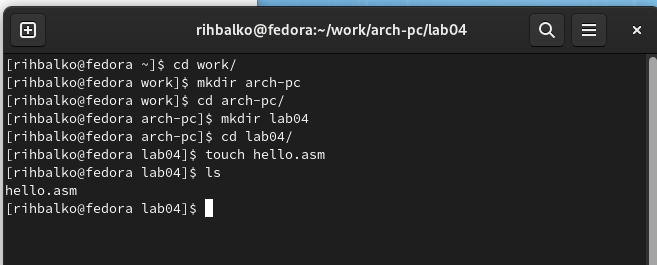 rihbalko@fedora:~/work/arch-pc/lab04
[rihbalko@fedora ~]$ cd work/
[rihbalko@fedora work]$ mkdir arch-pc
[rihbalko@fedora work]$ cd arch-pc/
[rihbalko@fedora arch-pc]$ mkdir lab04
[rihbalko@fedora arch-pc]$ cd lab04/
[rihbalko@fedora lab04]$ touch hello.asm
[rihbalko@fedora lab04]$ ls
hello.asm
[rihbalko@fedora lab04]$